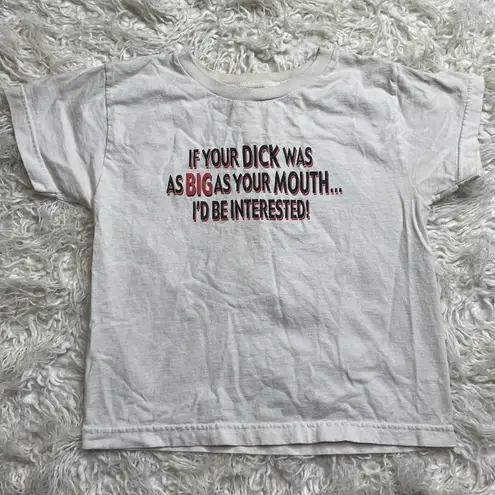 IF YOUR DICK WAS
AS BIG AS YOUR MOUTH...
I'D BE INTERESTED!